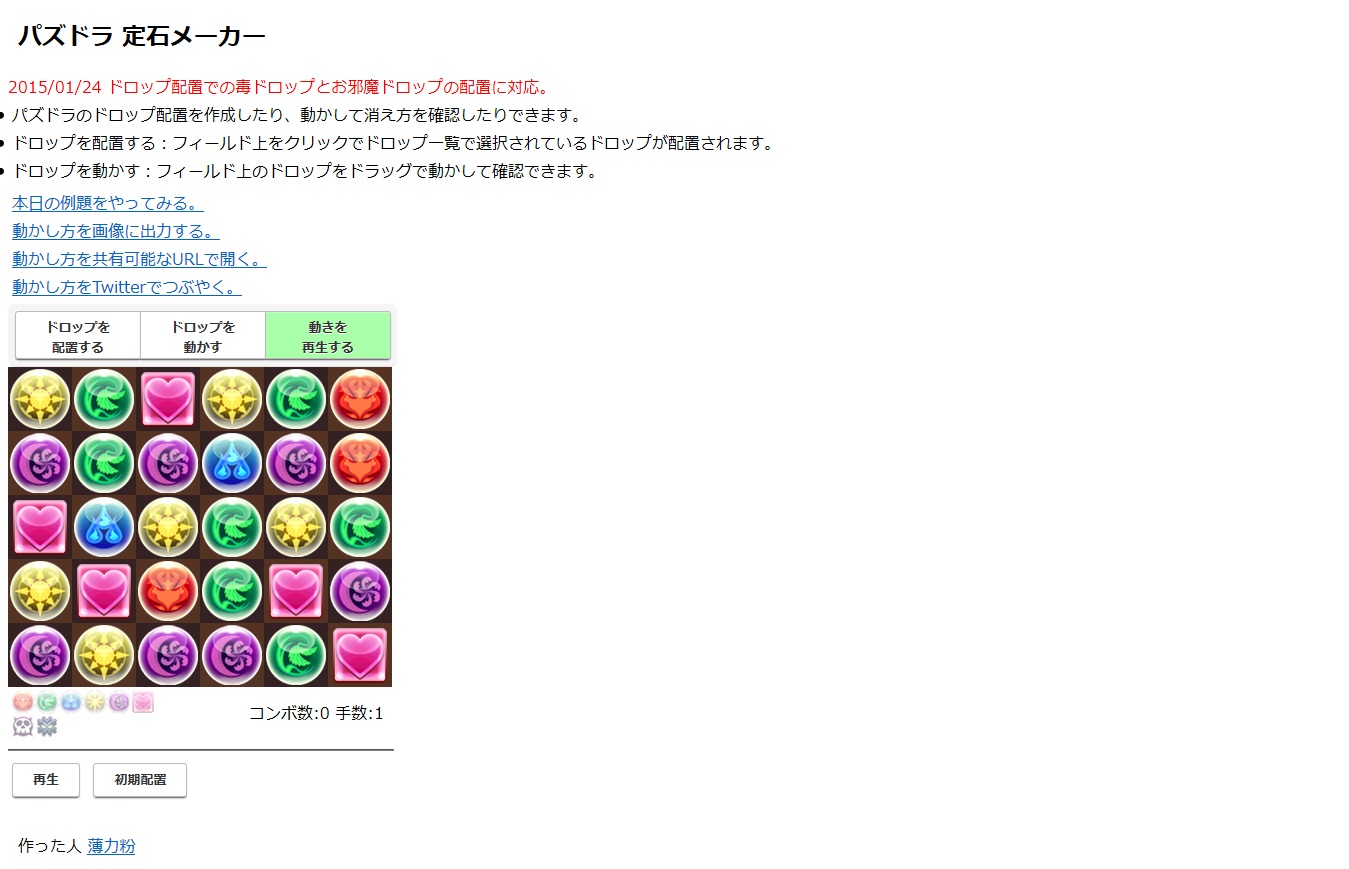 パズドラ 定石メーカー
2015/01/24 ドロップ配置での毒ドロップとお邪魔ドロップの配置に対応。
パズドラのドロップ配置を作成したり、動かして消え方を確認したりできます。
ドロップを配置する：フィールド上をクリックでドロップ一覧で選択されているドロップが配置されます。
ドロップを動かす：フィールド上のドロップをドラッグで動かして確認できます。
本日の例題をやってみる。
動かし方を画像に出力する。
動かし方を共有可能なURLで開く。
動かし方をTwitterでつぶやく。
ドロップを
配置する
ドロップを
動かす
動きを
再生する
コンボ数:0 手数:1
再生
初期配置
作った人 薄力粉